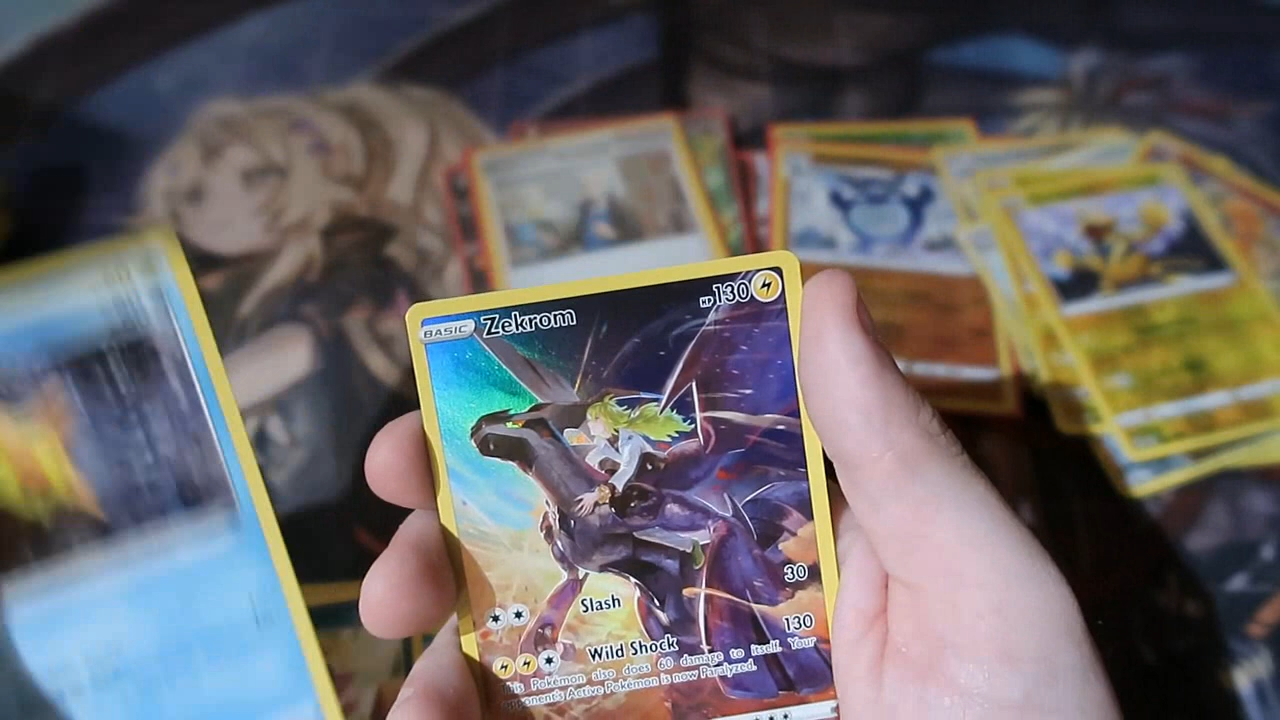 BASIC Zekrom HP 130
Slash 30
Wild Shock 130
This Pokémon also does 60 damage to itself. Your
opponent's Active Pokémon is now Paralyzed.